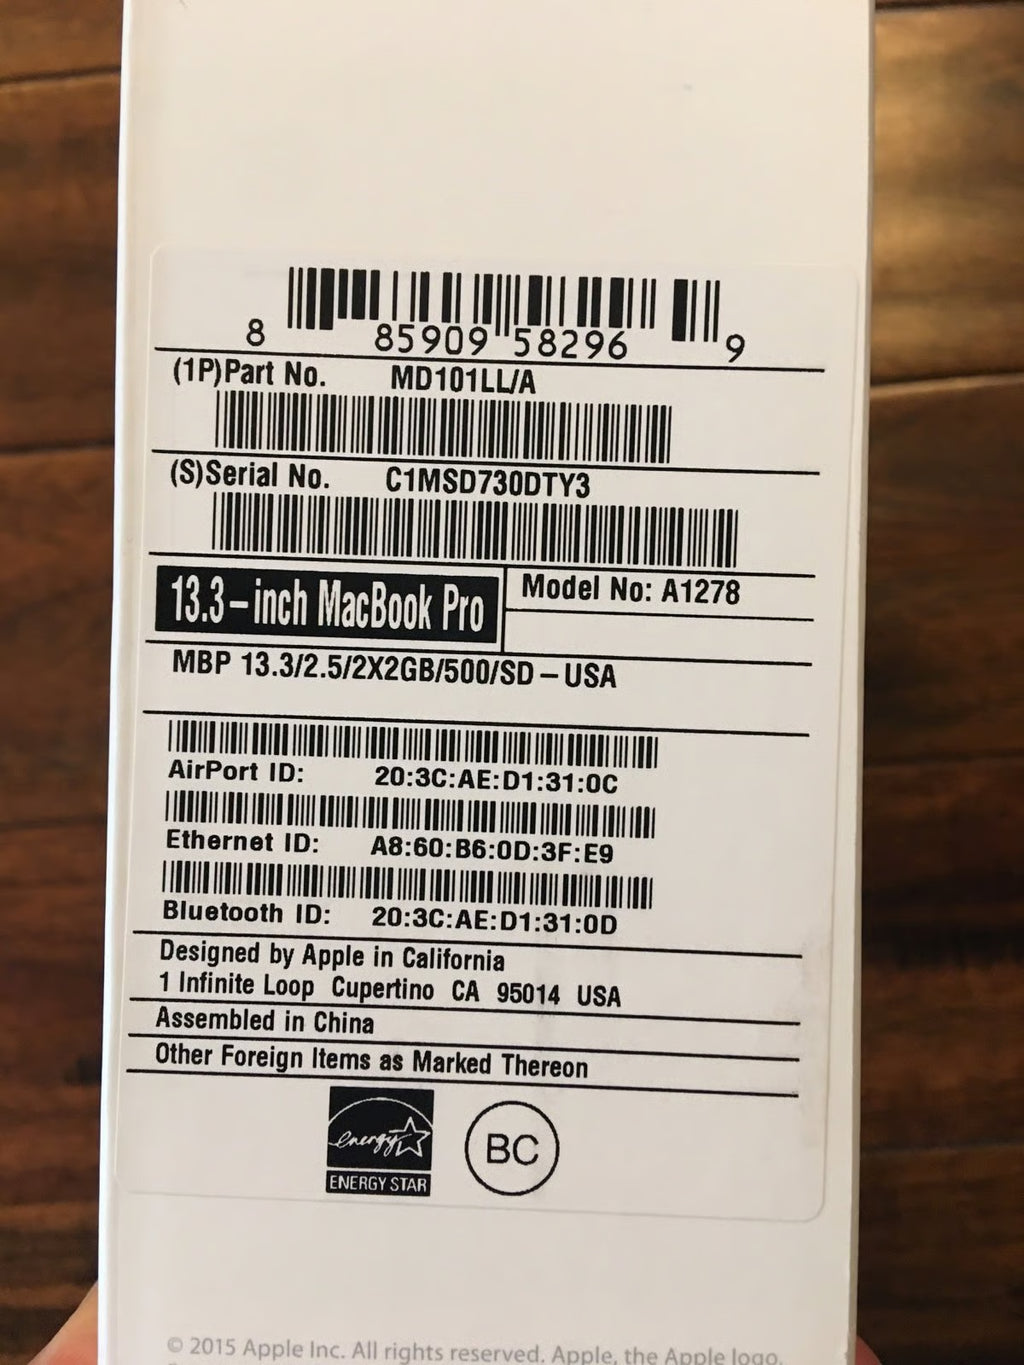 8 85909 58296 9
(1P)Part No. MD101LL/A
(S)Serial No. C1MSD730DTY3
13.3-inch MacBook Pro
Model No: A1278
MBP 13.3/2.5/2X2GB/500/SD-USA
AirPort ID: 20:3C:AE:D1:31:0C
Ethernet ID: A8:60:B6:0D:3F:E9
Bluetooth ID: 20:3C:AE:D1:31:0D
Designed by Apple in California
1 Infinite Loop Cupertino CA 95014 USA
Assembled in China
Other Foreign Items as Marked Thereon
energy
ENERGY STAR
BC
© 2015 Apple Inc. All rights reserved. Apple, the Apple logo,